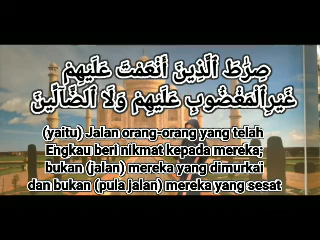 صِرَٰطَ ٱلَّذِينَ أَنْعَمْتَ عَلَيْهِمْ
غَيْرِ ٱلْمَغْضُوبِ عَلَيْهِمْ وَلَا ٱلضَّآلِّينَ
(yaitu) Jalan orang-orang yang telah
Engkau beri nikmat kepada mereka;
bukan (jalan) mereka yang dimurkai
dan bukan (pula jalan) mereka yang sesat